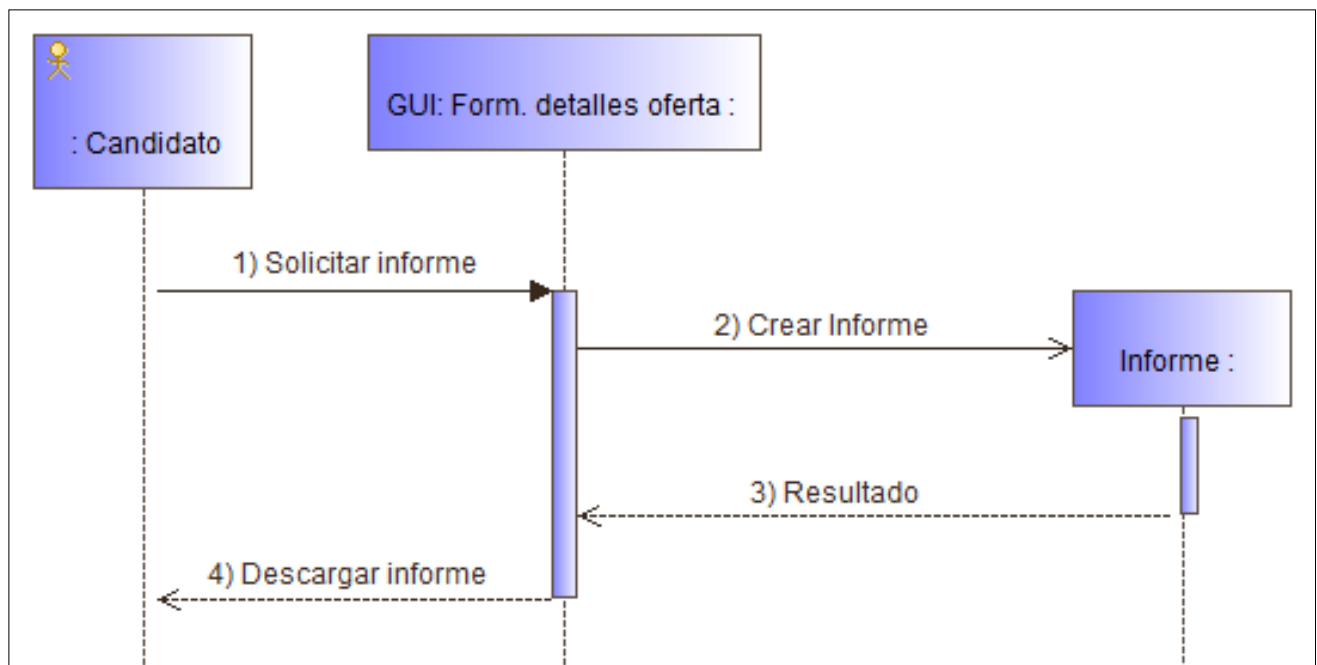 : Candidato
GUI: Form. detalles oferta :
1) Solicitar informe
2) Crear Informe
Informe :
3) Resultado
4) Descargar informe